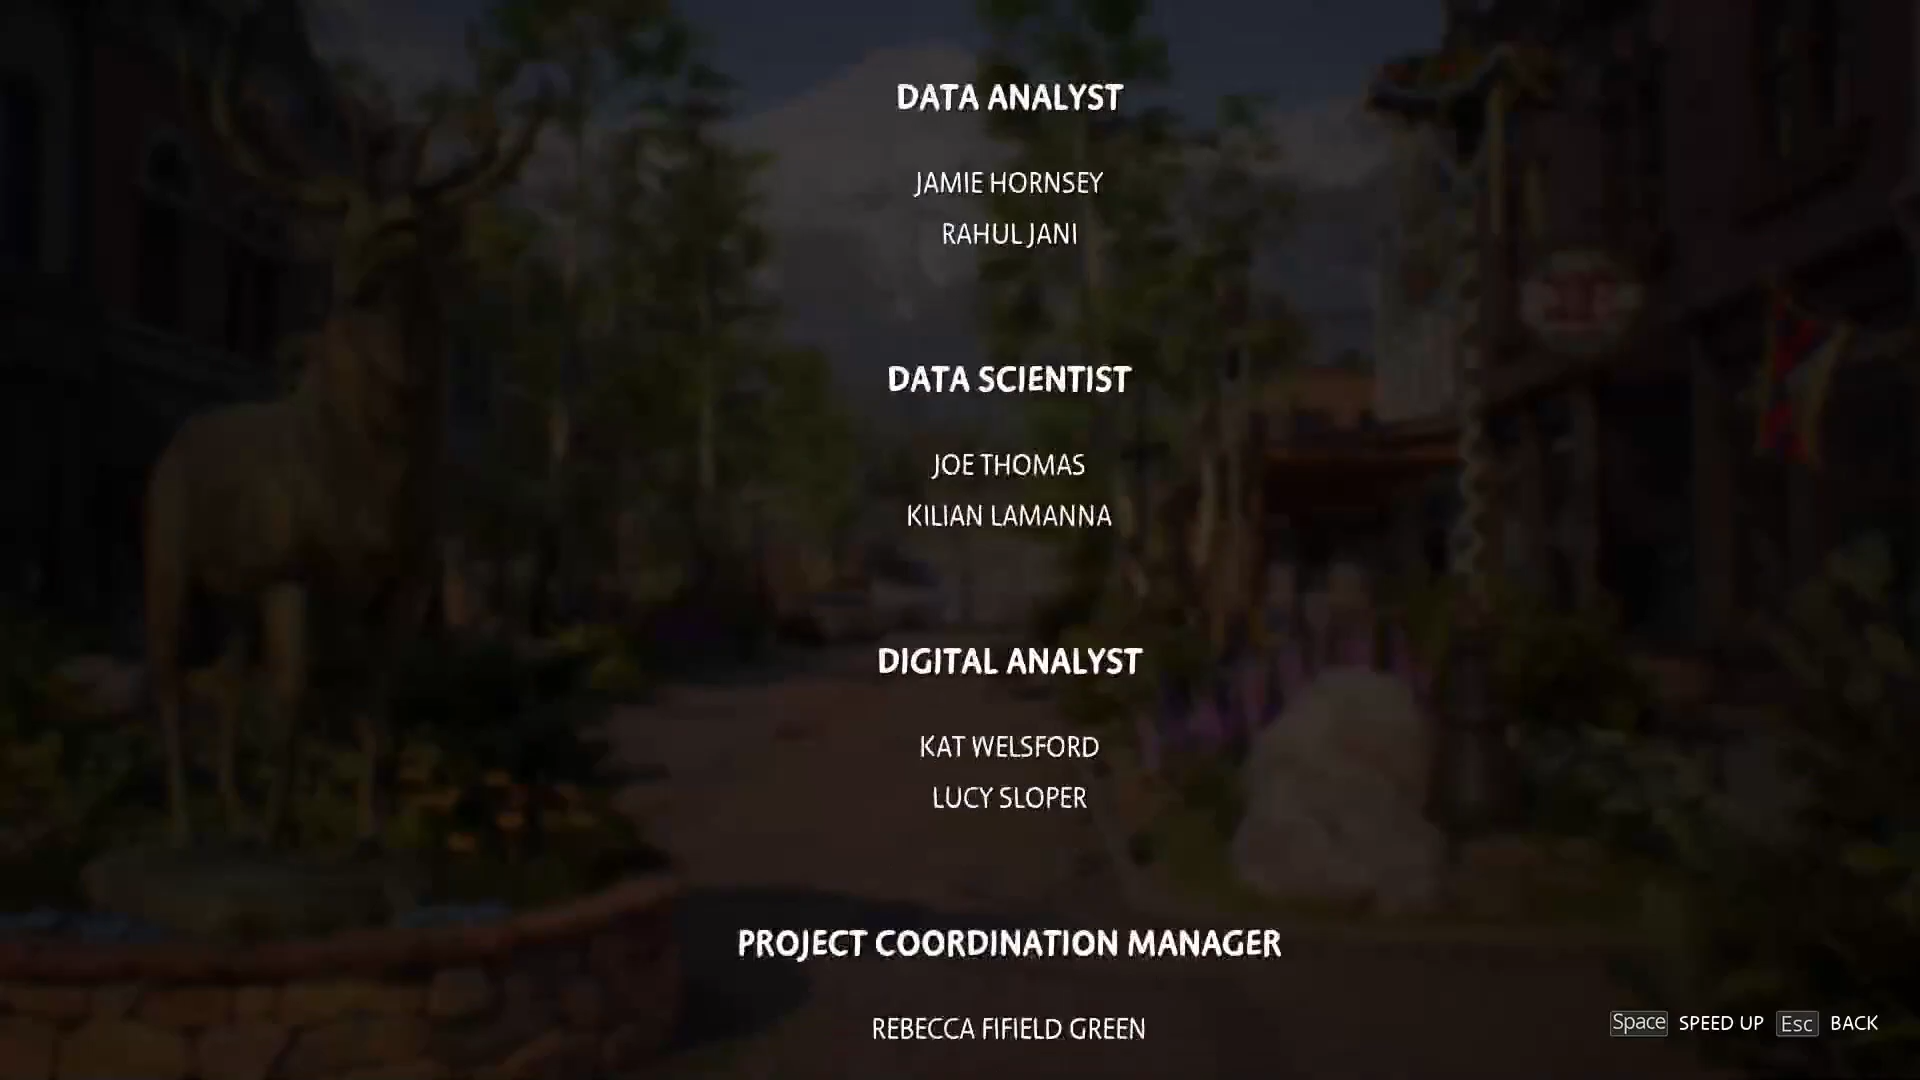 DATA ANALYST
JAMIE HORNSEY
RAHUL JANI
DATA SCIENTIST
JOE THOMAS
KILIAN LAMANNA
DIGITAL ANALYST
KAT WELSFORD
LUCY SLOPER
PROJECT COORDINATION MANAGER
REBECCA FIFIELD GREEN
Space SPEED UP Esc BACK